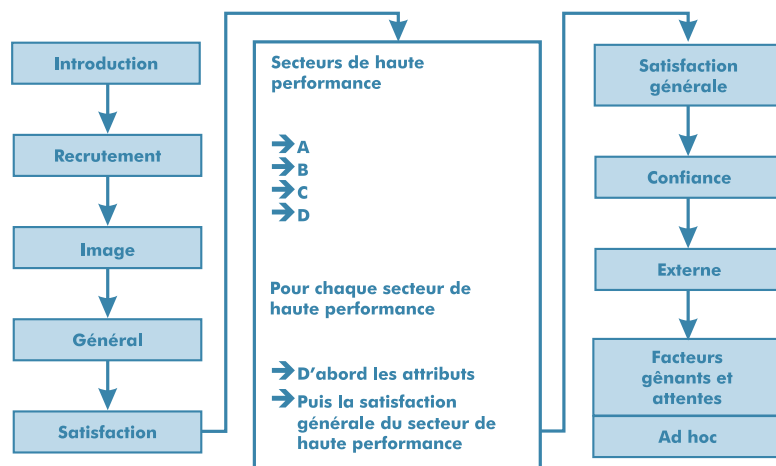 Introduction
Recrutement
Image
Général
Satisfaction
Secteurs de haute
performance
A
B
C
D
Pour chaque secteur de
haute performance
D’abord les attributs
Puis la satisfaction
générale du secteur de
haute performance
Satisfaction
générale
Confiance
Externe
Facteurs
gênants et
attentes
Ad hoc